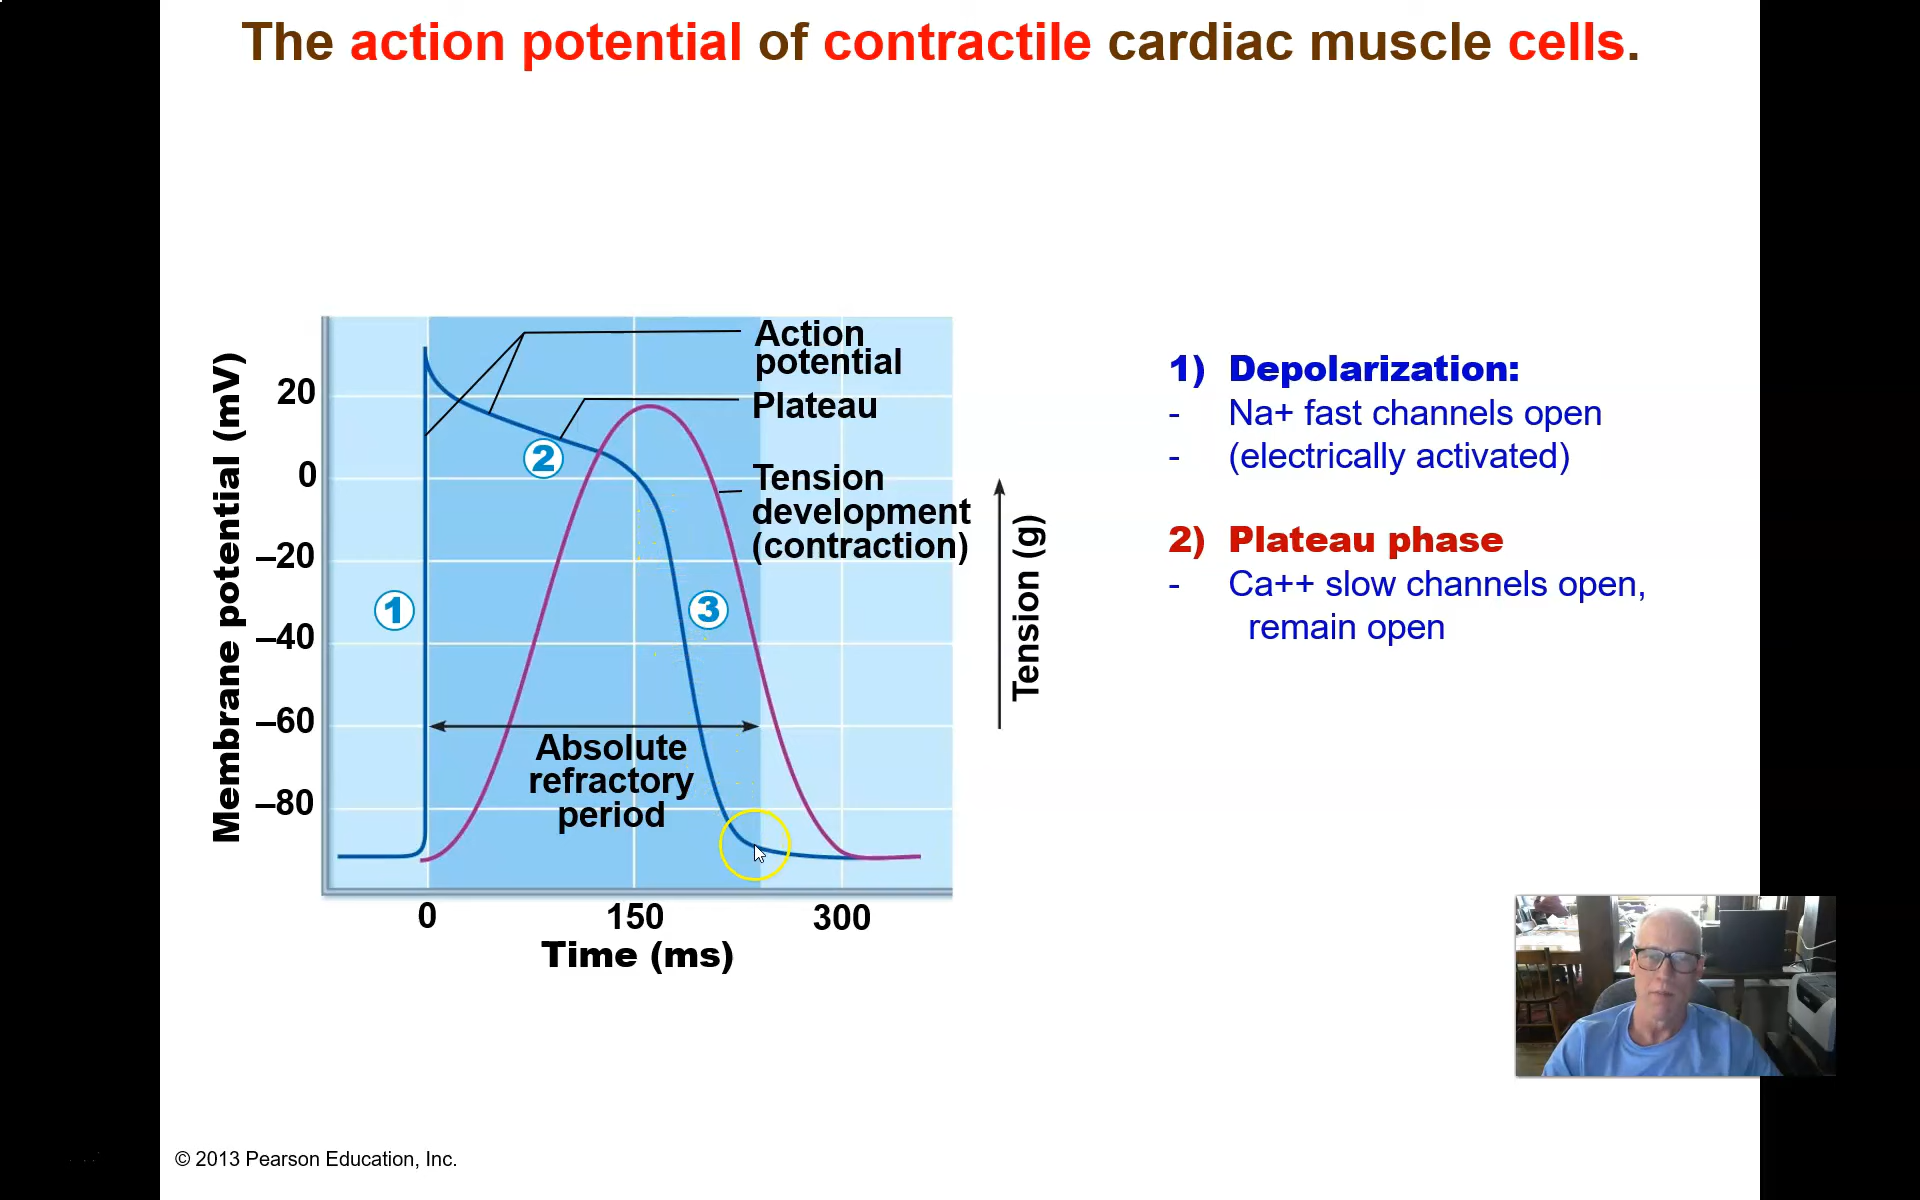 The action potential of contractile cardiac muscle cells.
Membrane potential (mV)
20
0
–20
–40
–60
–80
Action
potential
Plateau
Tension
development
(contraction)
1
2
3
Absolute
refractory
period
Tension (g)
0 150 300
Time (ms)
1) Depolarization:
- Na+ fast channels open
- (electrically activated)
2) Plateau phase
- Ca++ slow channels open,
remain open
© 2013 Pearson Education, Inc.